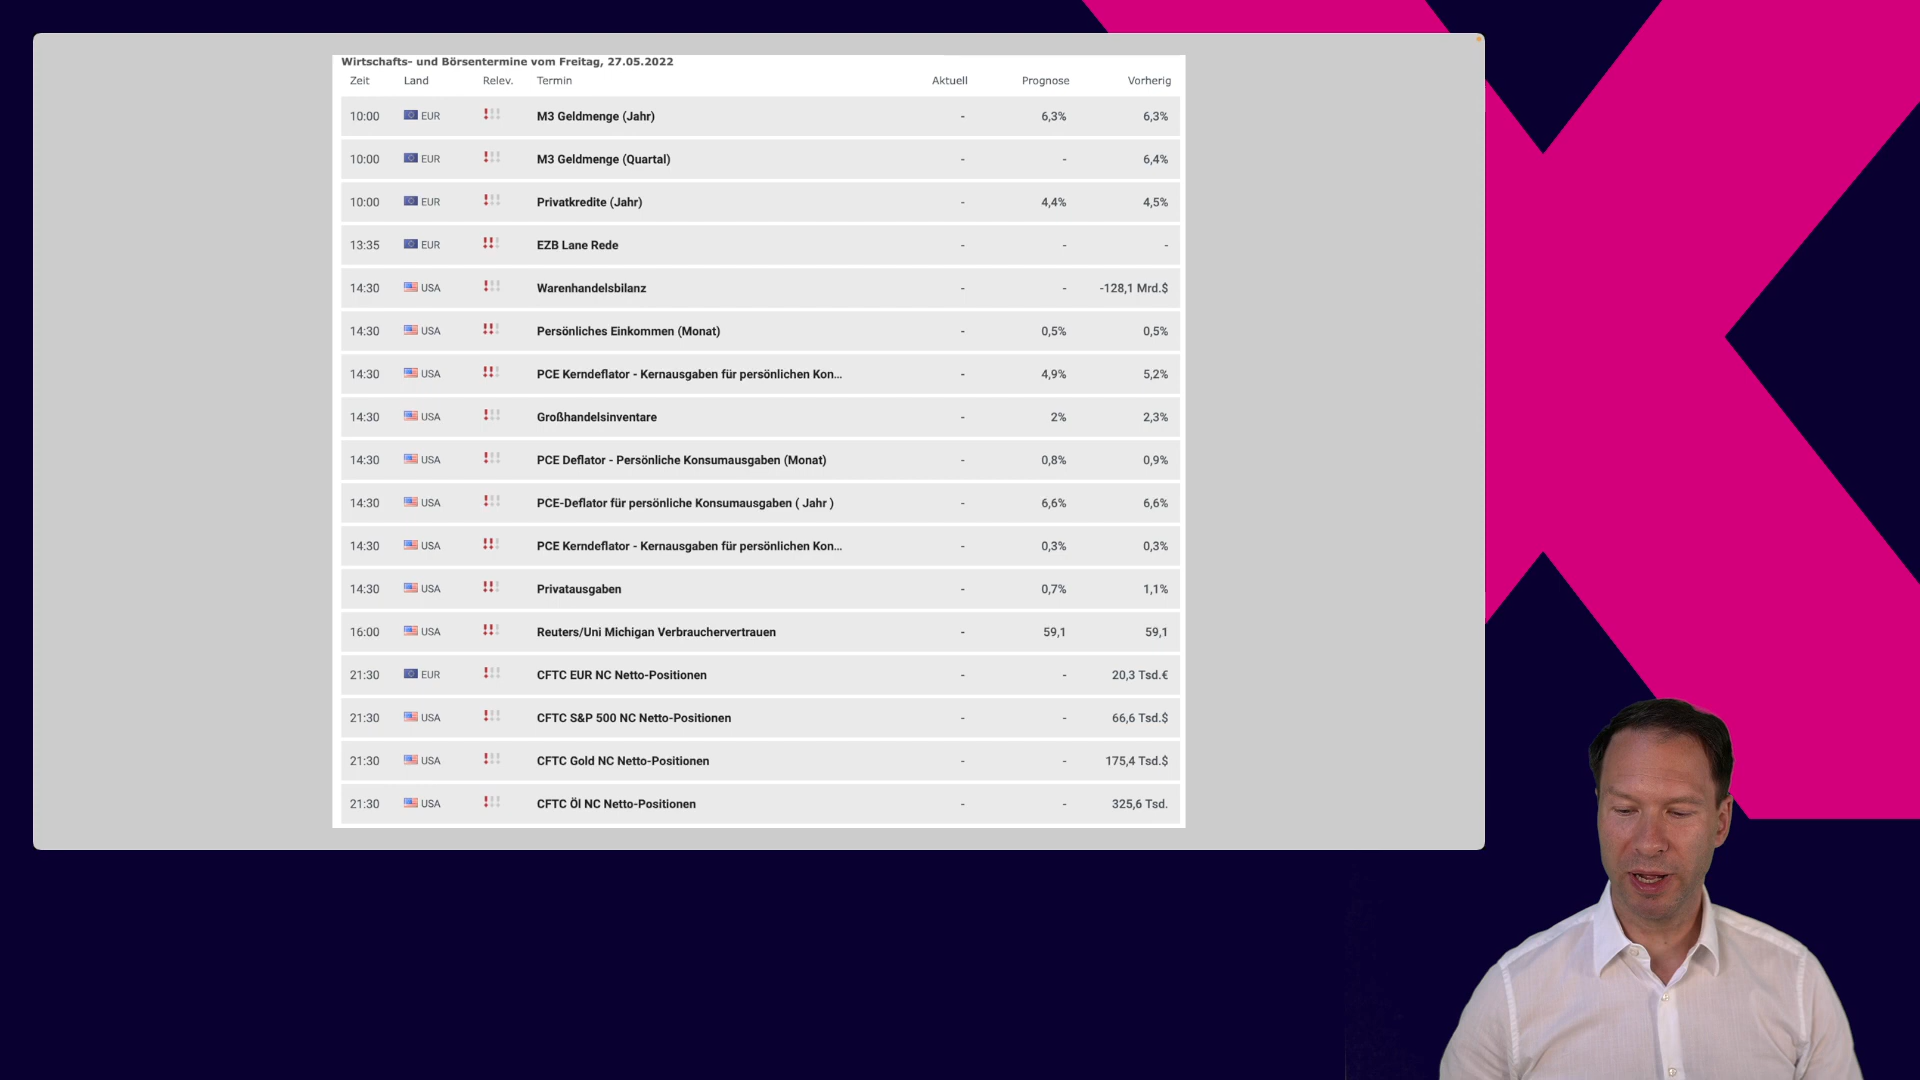 Wirtschafts- und Börsentermine vom Freitag, 27.05.2022
Zeit Land Relev. Termin Aktuell Prognose Vorherig
10:00 EUR M3 Geldmenge (Jahr) - 6,3% 6,3%
10:00 EUR M3 Geldmenge (Quartal) - - 6,4%
10:00 EUR Privatkredite (Jahr) - 4,4% 4,5%
13:35 EUR EZB Lane Rede - - -
14:30 USA Warenhandelsbilanz - - -128,1 Mrd.$
14:30 USA Persönliches Einkommen (Monat) - 0,5% 0,5%
14:30 USA PCE Kerndeflator - Kernausgaben für persönlichen Kon... - 4,9% 5,2%
14:30 USA Großhandelsinventare - 2% 2,3%
14:30 USA PCE Deflator - Persönliche Konsumausgaben (Monat) - 0,8% 0,9%
14:30 USA PCE-Deflator für persönliche Konsumausgaben ( Jahr ) - 6,6% 6,6%
14:30 USA PCE Kerndeflator - Kernausgaben für persönlichen Kon... - 0,3% 0,3%
14:30 USA Privatausgaben - 0,7% 1,1%
16:00 USA Reuters/Uni Michigan Verbrauchervertrauen - 59,1 59,1
21:30 EUR CFTC EUR NC Netto-Positionen - - 20,3 Tsd.€
21:30 USA CFTC S&P 500 NC Netto-Positionen - - 66,6 Tsd.$
21:30 USA CFTC Gold NC Netto-Positionen - - 175,4 Tsd.$
21:30 USA CFTC Öl NC Netto-Positionen - - 325,6 Tsd.